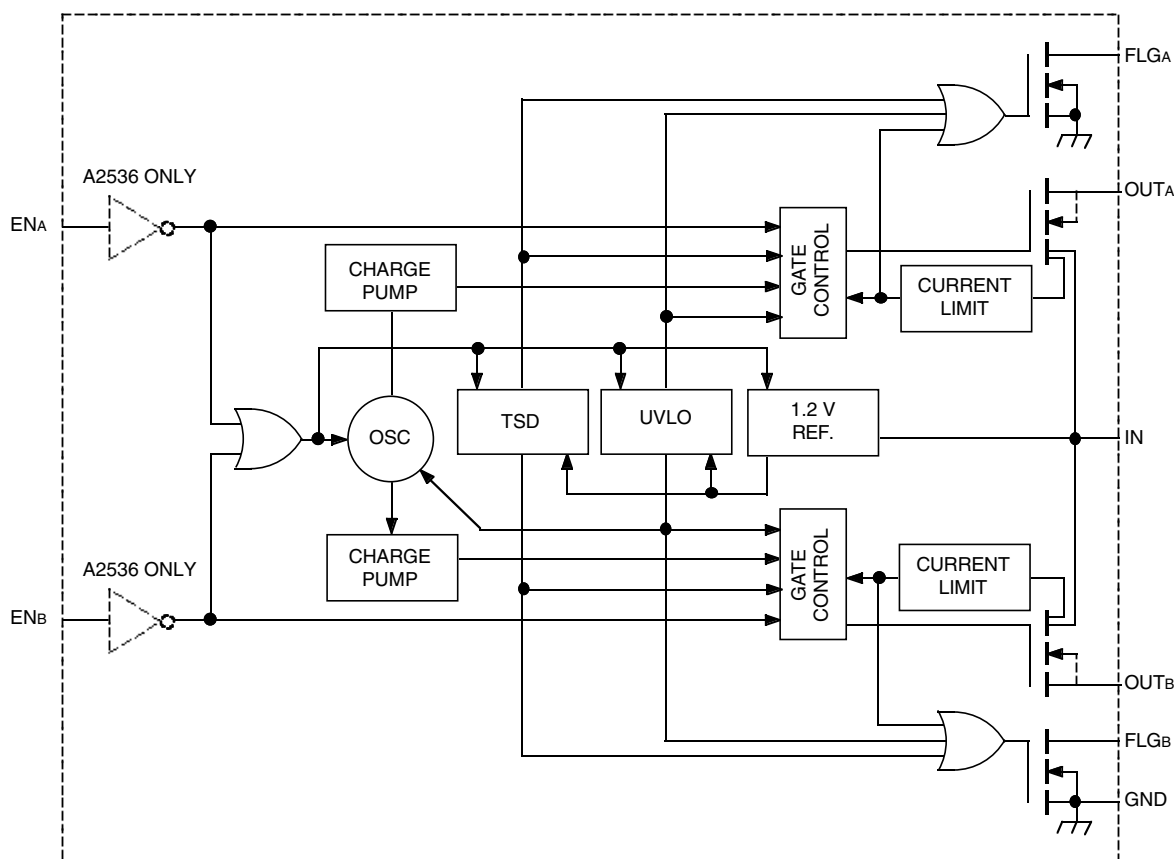 FLGA
A2536 ONLY
OUTA
ENA
CHARGE
PUMP
GATE
CONTROL
CURRENT
LIMIT
OSC
TSD
UVLO
1.2 V
REF.
IN
A2536 ONLY
CHARGE
PUMP
GATE
CONTROL
CURRENT
LIMIT
ENB
OUTB
FLGB
GND